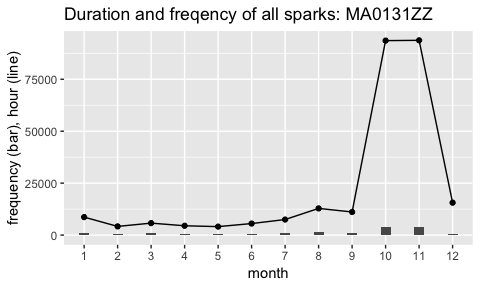 Duration and freqency of all sparks: MA0131ZZ
frequency (bar), hour (line)
75000
50000
25000
0
1 2 3 4 5 6 7 8 9 10 11 12
month